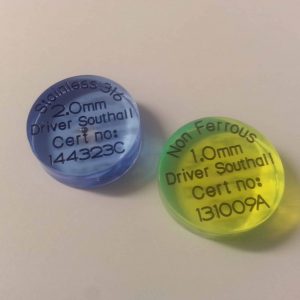 Stainless 316
2.0mm
Driver Southall
Cert no:
144323C
Non-Ferrous
1.0mm
Driver Southall
Cert no:
131009A